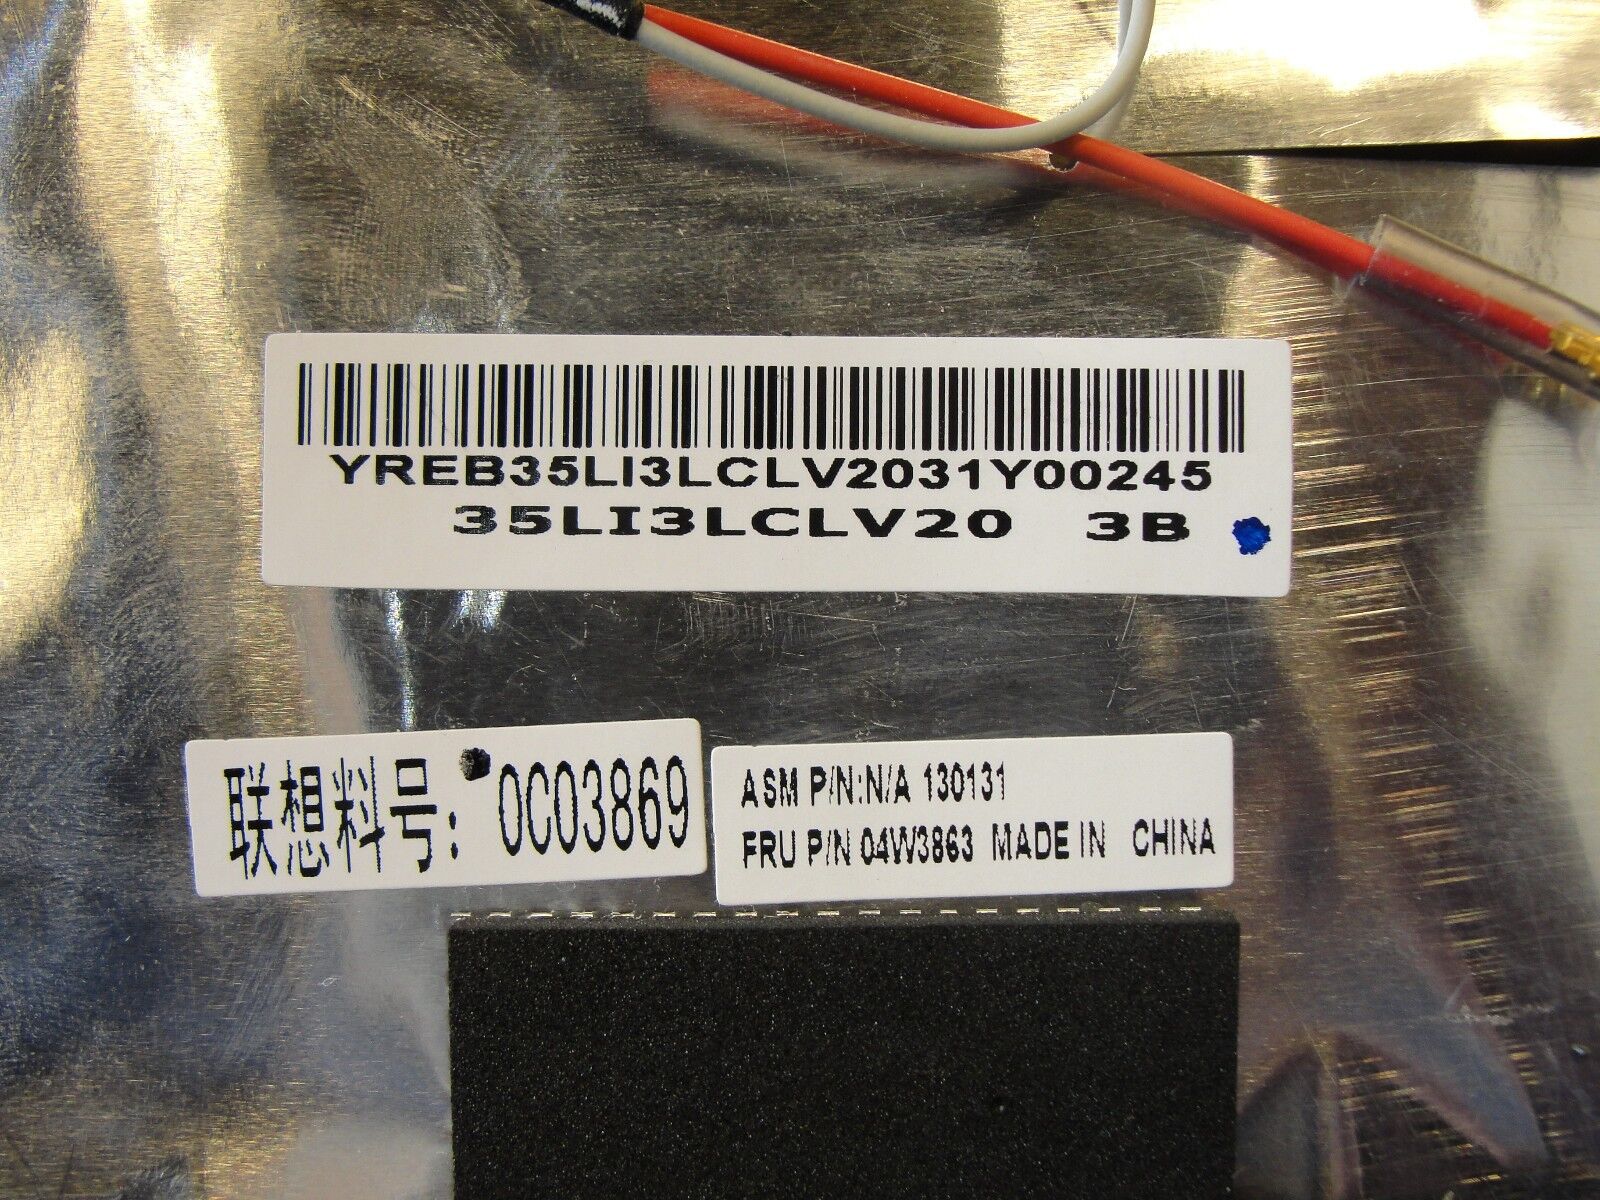 YREB35LI3LCLV2031Y00245
35LI3LCLV20 3B
联想料号: 0C03869
ASM P/N:N/A 130131
FRU P/N 04W3863 MADE IN CHINA